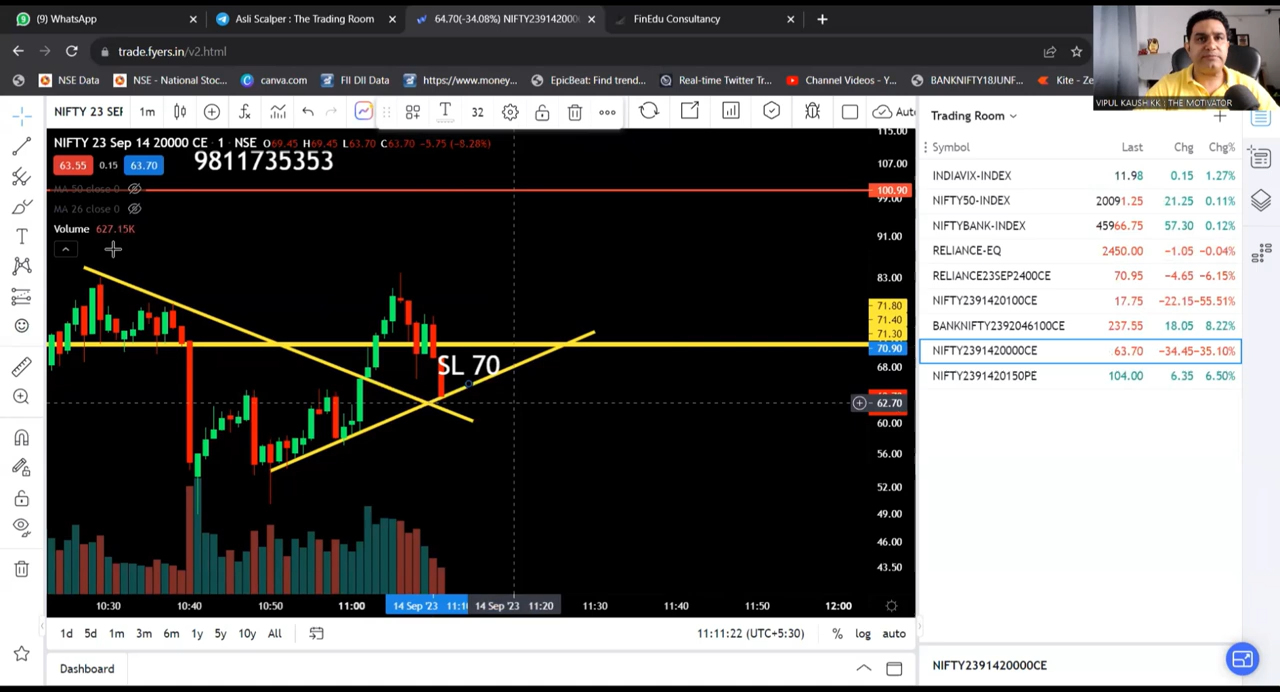 (9) WhatsApp
Asli Scalper : The Trading Room
64.70(-34.08%) NIFTY2391420000
FinEdu Consultancy
trade.fyers.in/v2.html
NSE Data
NSE - National Stoc...
canva.com
FII DII Data
https://www.money...
EpicBeat: Find trend...
Real-time Twitter Tr...
Channel Videos - Y...
BANKNIFTY18JUNF...
Kite - Ze
VIPUL KAUSHIKK | THE MOTIVATOR
NIFTY 23 SEP
1m
T
32
Auto
Trading Room
NIFTY 23 Sep 14 20000 CE · 1 · NSE O69.45 H69.45 L63.70 C63.70 -5.75 (-8.28%)
63.55 0.15 63.70
9811735353
MA 50 close 0
MA 26 close 0
Volume 627.15K
SL 70
115.00
107.00
100.90
99.00
91.00
83.00
71.80
71.40
71.30
70.90
68.00
62.70
60.00
56.00
52.00
49.00
46.00
43.50
10:30 10:40 10:50 11:00 14 Sep '23 11:10 14 Sep '23 11:20 11:30 11:40 11:50 12:00
1d 5d 1m 3m 6m 1y 5y 10y All
11:11:22 (UTC+5:30) % log auto
Dashboard
Symbol Last Chg Chg%
INDIAVIX-INDEX 11.98 0.15 1.27%
NIFTY50-INDEX 20091.25 21.25 0.11%
NIFTYBANK-INDEX 45966.75 57.30 0.12%
RELIANCE-EQ 2450.00 -1.05 -0.04%
RELIANCE23SEP2400CE 70.95 -4.65 -6.15%
NIFTY2391420100CE 17.75 -22.15 -55.51%
BANKNIFTY2392046100CE 237.55 18.05 8.22%
NIFTY2391420000CE 63.70 -34.45 -35.10%
NIFTY2391420150PE 104.00 6.35 6.50%
NIFTY2391420000CE